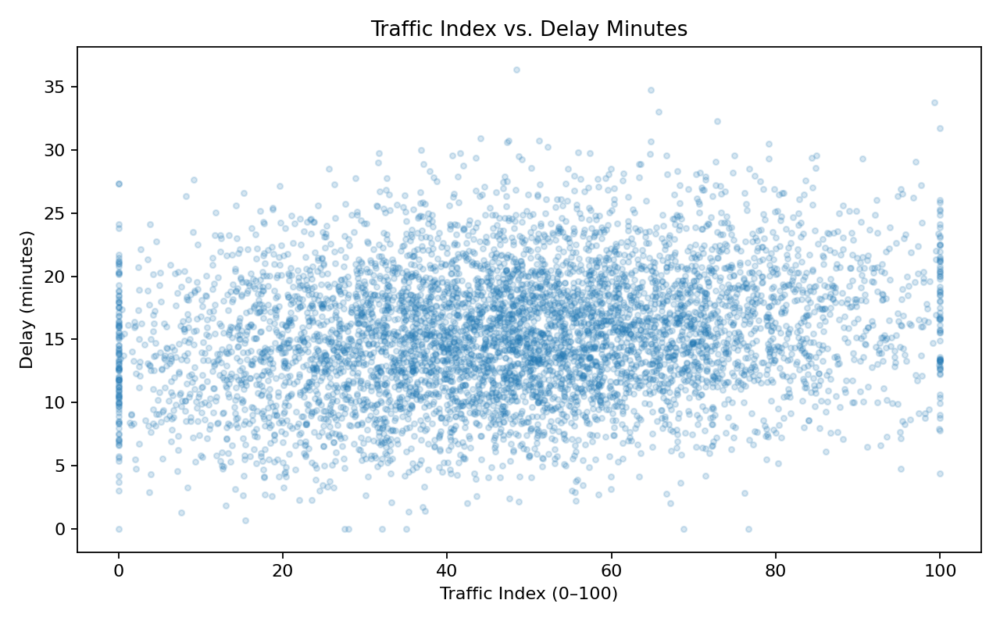 Traffic Index vs. Delay Minutes
35
30
25
20
15
10
5
0
Delay (minutes)
0 20 40 60 80 100
Traffic Index (0–100)